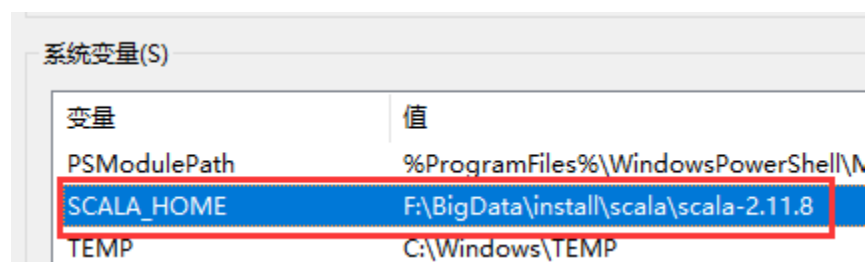 系统变量(S)
变量 值
PSModulePath %ProgramFiles%\WindowsPowerShell\M
SCALA_HOME F:\BigData\install\scala\scala-2.11.8
TEMP C:\Windows\TEMP